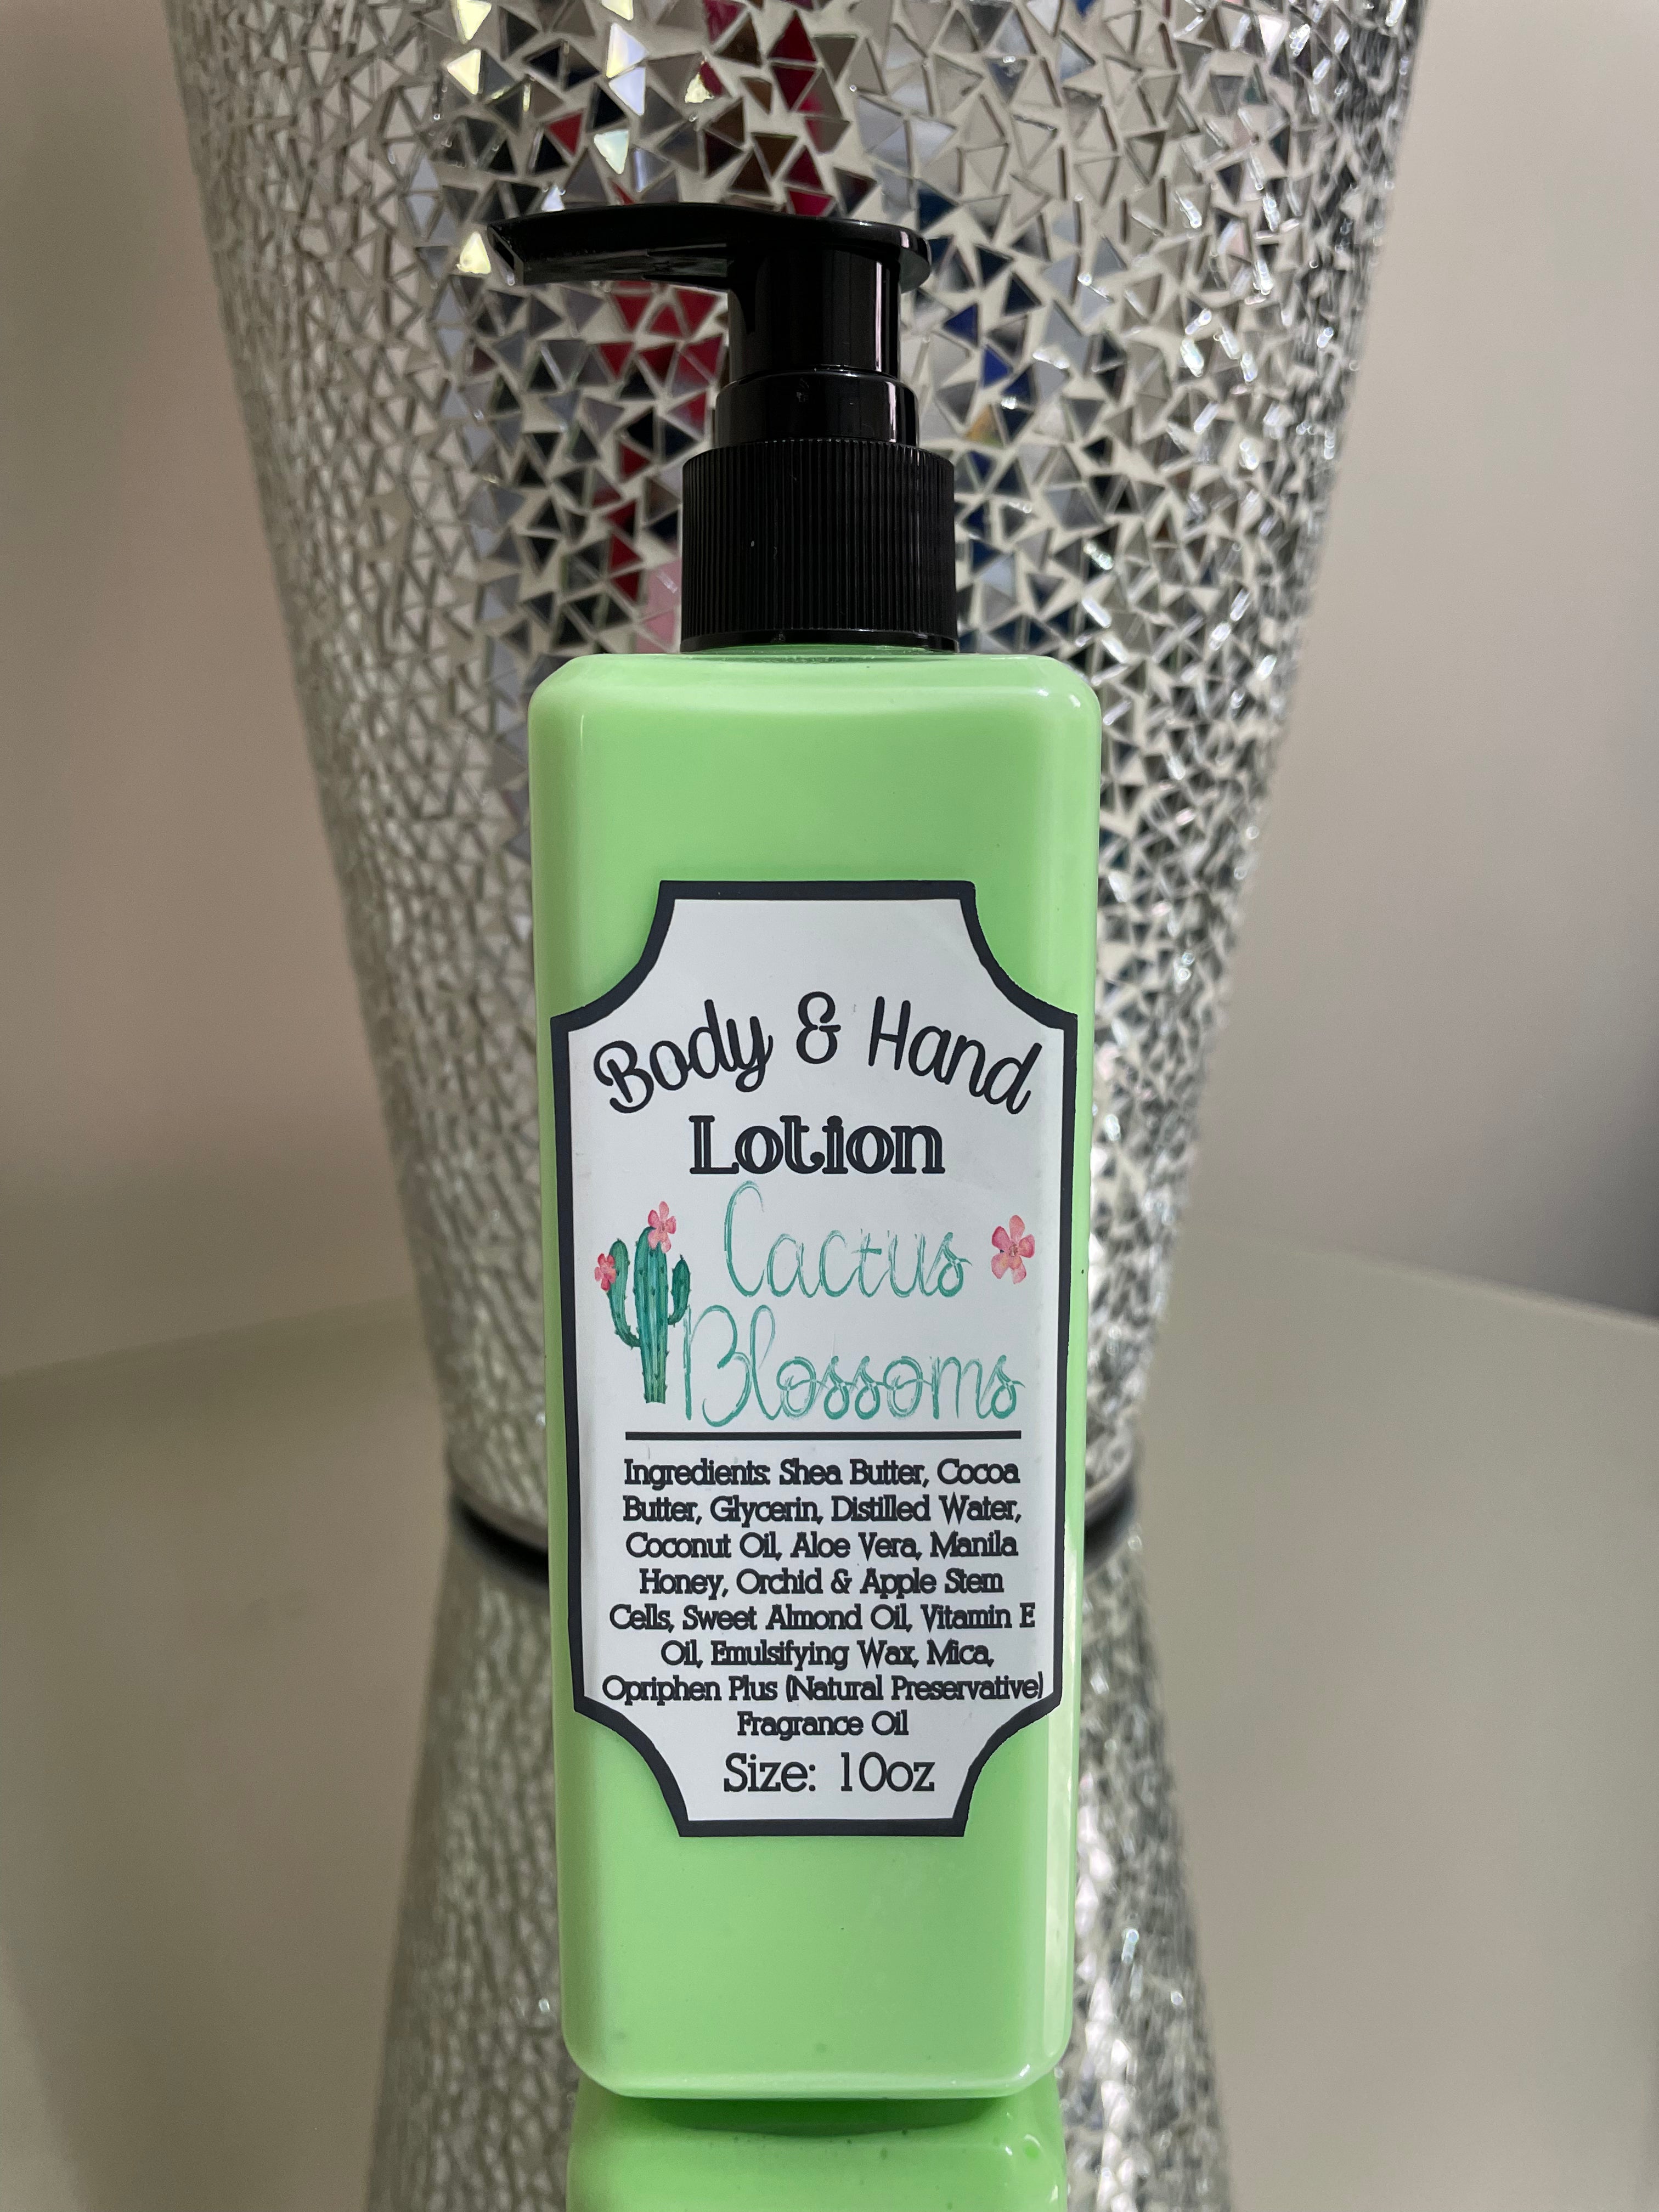 Body & Hand
Lotion
Cactus
Blossoms
Ingredients: Shea Butter, Cocoa
Butter, Glycerin, Distilled Water,
Coconut Oil, Aloe Vera, Manila
Honey, Orchid & Apple Stem
Cells, Sweet Almond Oil, Vitamin E
Oil, Emulsifying Wax, Mica,
Opriphen Plus (Natural Preservative)
Fragrance Oil
Size: 10oz